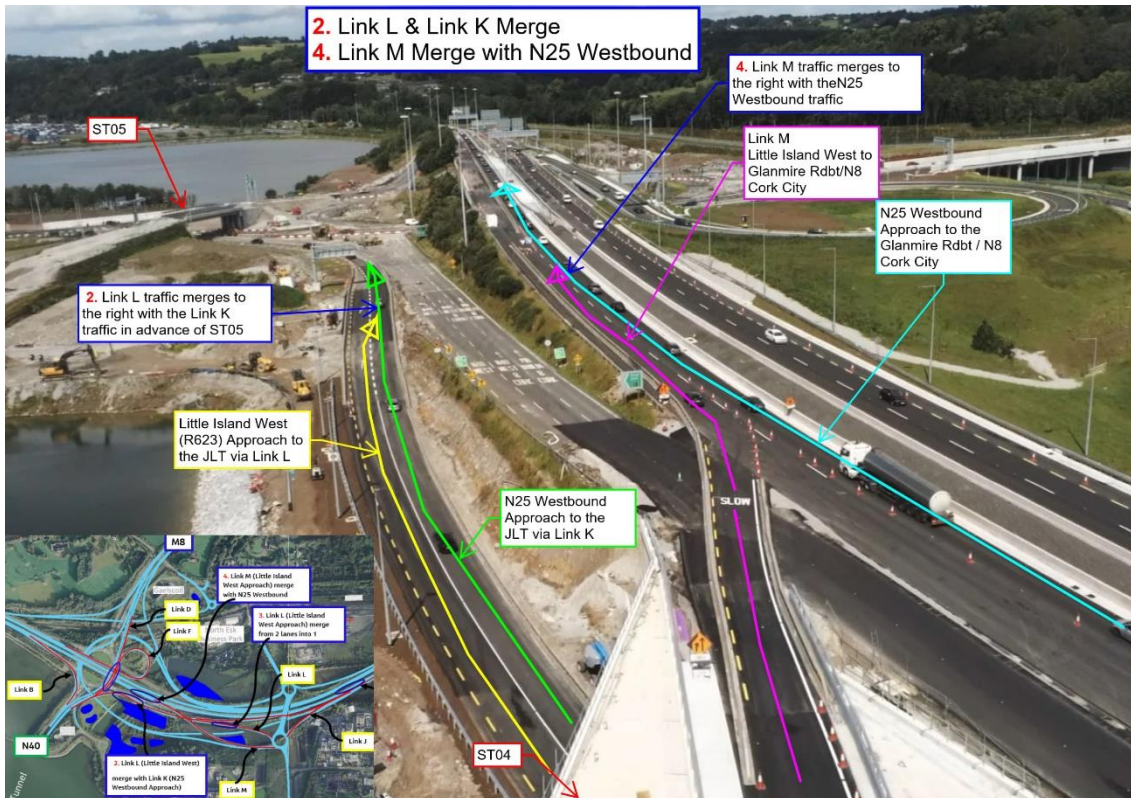 2. Link L & Link K Merge
4. Link M Merge with N25 Westbound
4. Link M traffic merges to
the right with theN25
Westbound traffic
ST05
Link M
Little Island West to
Glanmire Rdbt/N8
Cork City
N25 Westbound
Approach to the
Glanmire Rdbt / N8
Cork City
2. Link L traffic merges to
the right with the Link K
traffic in advance of ST05
Little Island West
(R623) Approach to
the JLT via Link L
N25 Westbound
Approach to the
JLT via Link K
SLOW
ST04
M8
4. Link M (Little Island
West Approach) merge
with N25 Westbound
Link D
3. Link L (Little Island
West Approach) merge
from 2 lanes into 1
Link F
Link L
Link B
Link J
N40
2. Link L (Little Island West)
merge with Link K (N25
Westbound Approach)
Link M
Tunnel